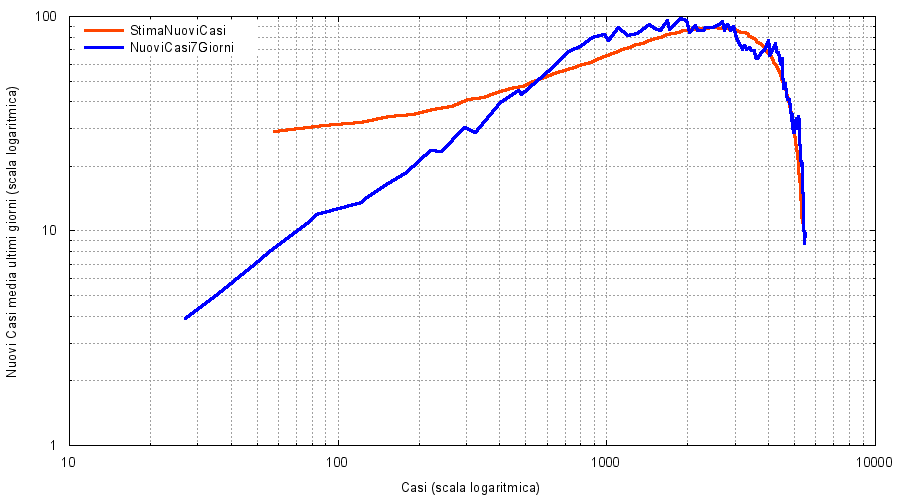 100
StimaNuoviCasi
NuoviCasi7Giorni
10
1
Nuovi Casi media ultimi giorni (scala logaritmica)
10 100 1000 10000
Casi (scala logaritmica)